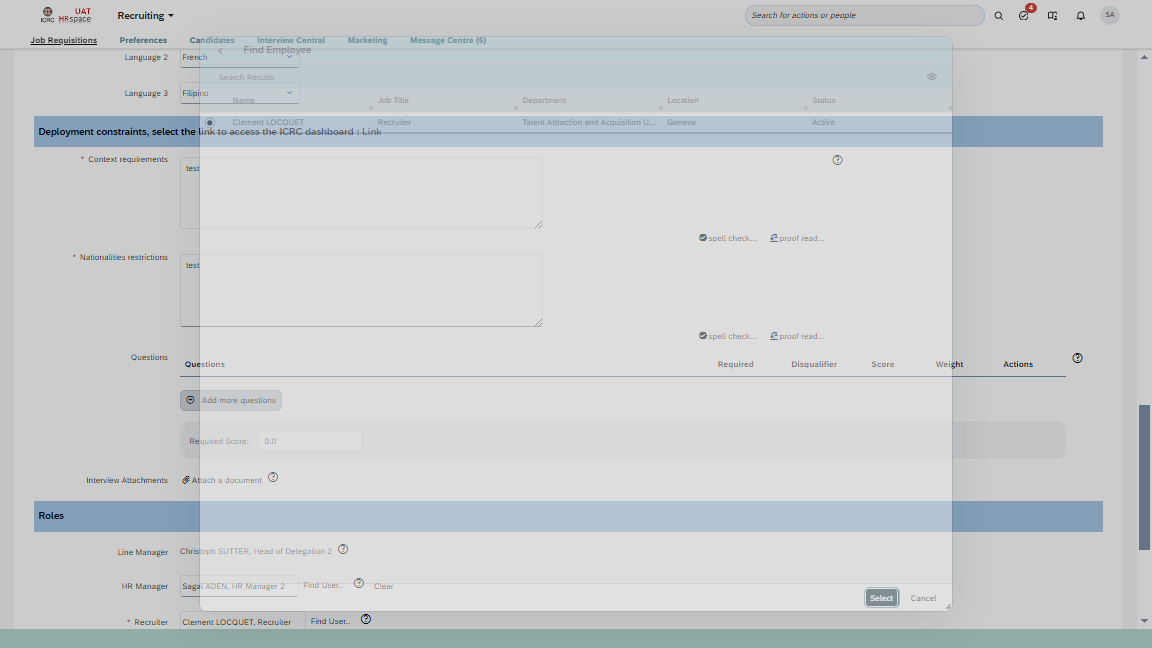 ICRC UAT HRspace Recruiting Search for actions or people 4 SA
Job Requisitions Preferences Candidates Interview Central Marketing Message Centre (6)
Find Employee
Language 2 French
Search Results
Language 3 Filipino
Name Job Title Department Location Status
Clement LOCQUET Recruiter Talent Attraction and Acquisition U... Geneva Active
Deployment constraints, select the link to access the ICRC dashboard : Link
* Context requirements test
spell check... proof read...
* Nationalities restrictions test
spell check... proof read...
Questions Questions Required Disqualifier Score Weight Actions
Add more questions
Required Score: 0.0
Interview Attachments Attach a document
Roles
Line Manager Christoph SUTTER, Head of Delegation 2
HR Manager Sagal ADEN, HR Manager 2 Find User.. Clear
Select Cancel
* Recruiter Clement LOCQUET, Recruiter Find User..